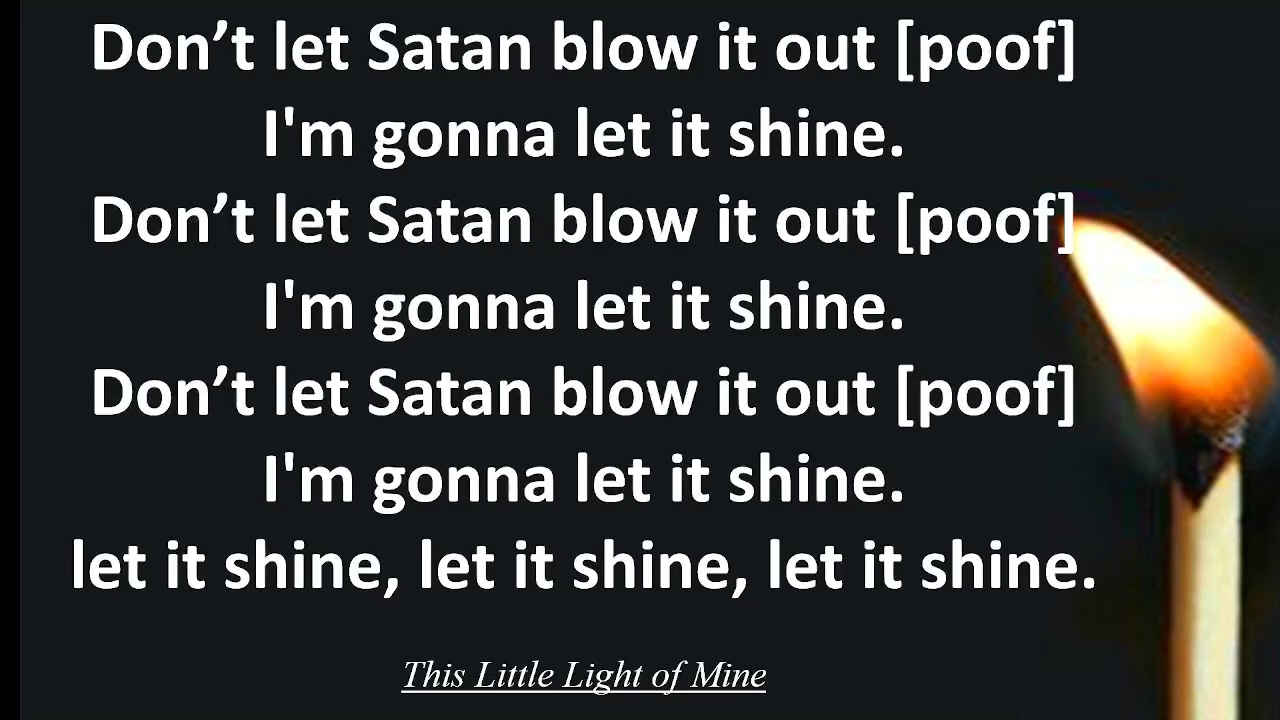 Don’t let Satan blow it out [poof]
I'm gonna let it shine.
Don’t let Satan blow it out [poof]
I'm gonna let it shine.
Don’t let Satan blow it out [poof]
I'm gonna let it shine.
let it shine, let it shine, let it shine.
This Little Light of Mine